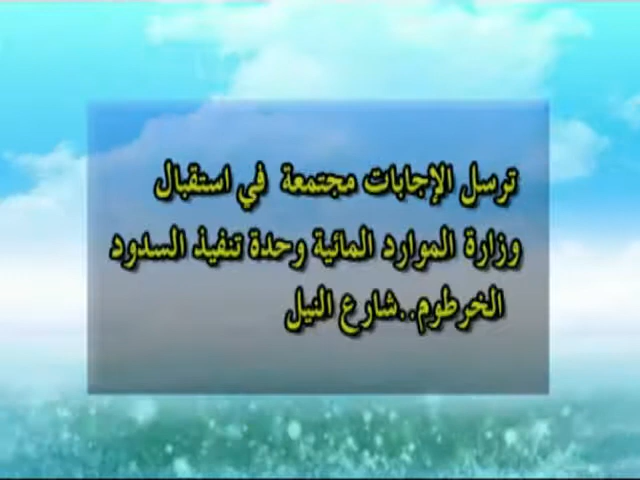 ترسل الإجابات مجتمعة في استقبال
وزارة الموارد المائية وحدة تنفيذ السدود
الخرطوم..شارع النيل